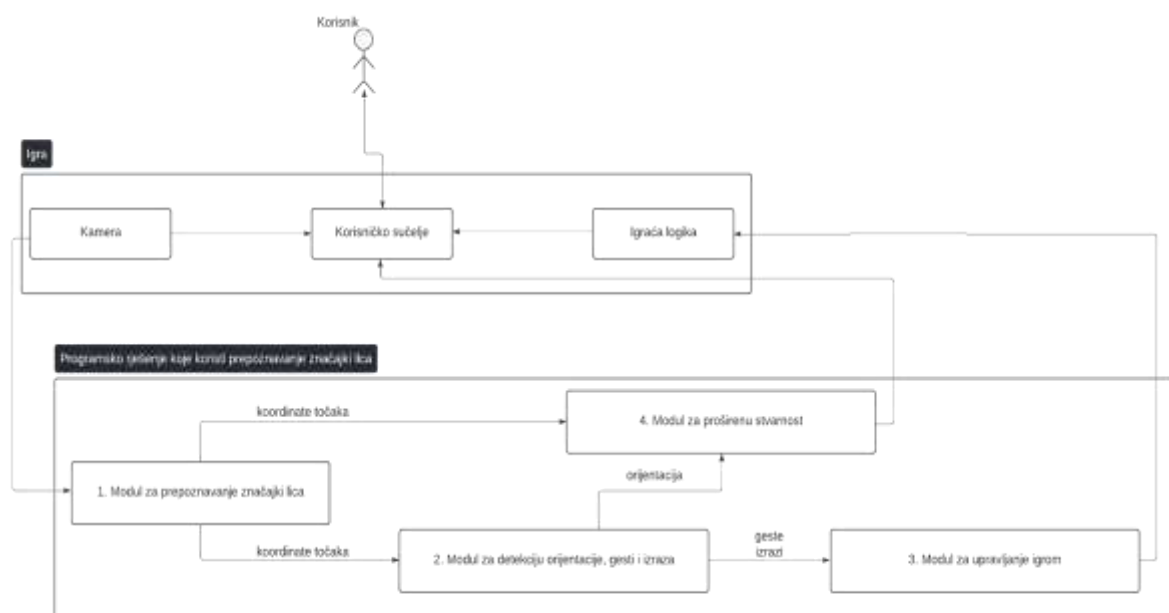 Korisnik
Igra
Kamera
Korisničko sučelje
Igraća logika
Programsko rješenje koje koristi prepoznavanje značajki lica
koordinate točaka
4. Modul za proširenu stvarnost
orijentacija
1. Modul za prepoznavanje značajki lica
koordinate točaka
2. Modul za detekciju orijentacije, gesti i izraza
geste
izrazi
3. Modul za upravljanje igrom